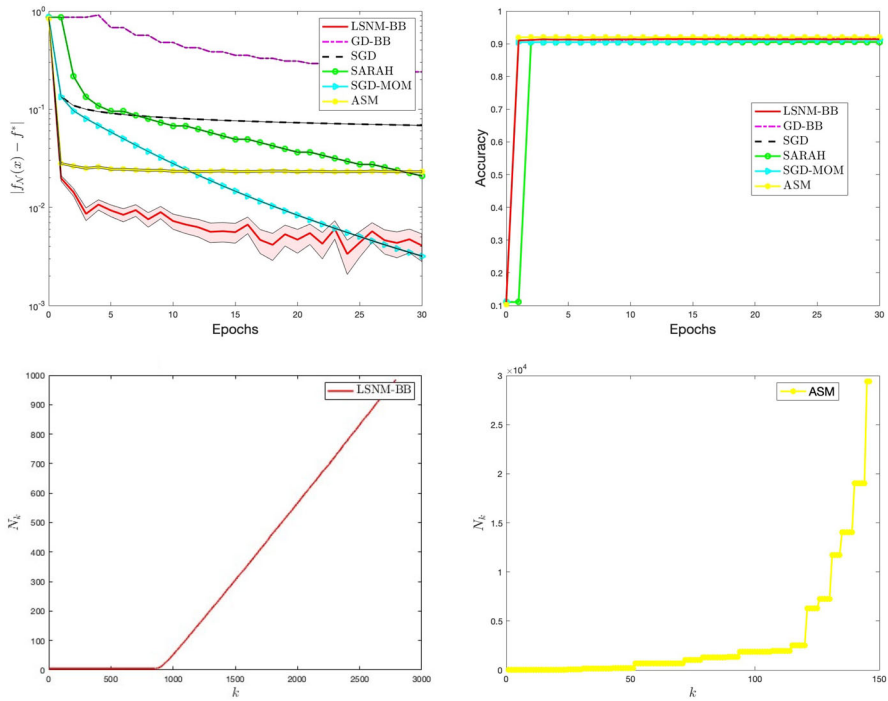 10⁰
10⁻¹
10⁻²
10⁻³
|f_𝒩(x) − f*|
0 5 10 15 20 25 30
Epochs
LSNM-BB
GD-BB
SGD
SARAH
SGD-MOM
ASM
1
0.9
0.8
0.7
0.6
0.5
0.4
0.3
0.2
0.1
Accuracy
0 5 10 15 20 25 30
Epochs
LSNM-BB
GD-BB
SGD
SARAH
SGD-MOM
ASM
1000
900
800
700
600
500
400
300
200
100
0
N_k
0 500 1000 1500 2000 2500 3000
k
LSNM-BB
×10⁴
3
2.5
2
1.5
1
0.5
0
N_k
0 50 100 150
k
ASM